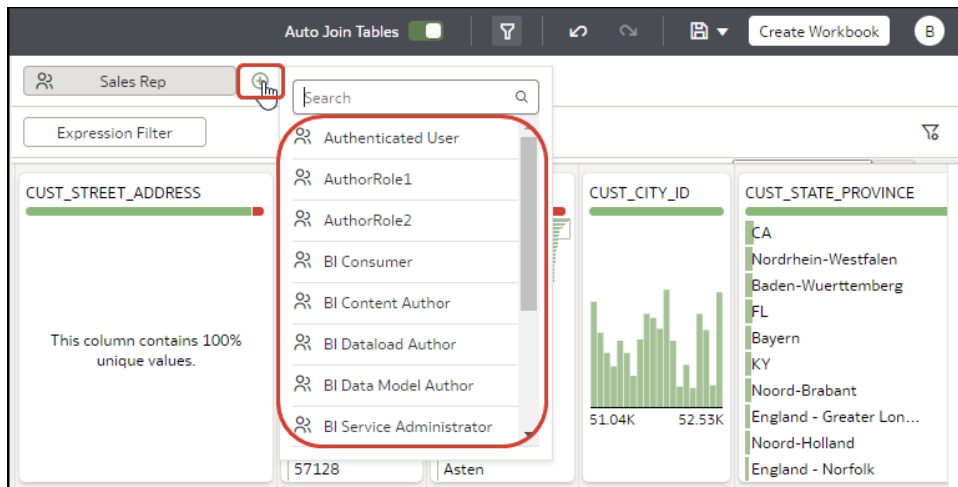 Auto Join Tables
Create Workbook
B
Sales Rep
Search
Expression Filter
Authenticated User
AuthorRole1
AuthorRole2
BI Consumer
BI Content Author
BI Dataload Author
BI Data Model Author
BI Service Administrator
CUST_STREET_ADDRESS
This column contains 100%
unique values.
57128
Asten
CUST_CITY_ID
51.04K 52.53K
CUST_STATE_PROVINCE
CA
Nordrhein-Westfalen
Baden-Wuerttemberg
FL
Bayern
KY
Noord-Brabant
England - Greater Lon...
Noord-Holland
England - Norfolk